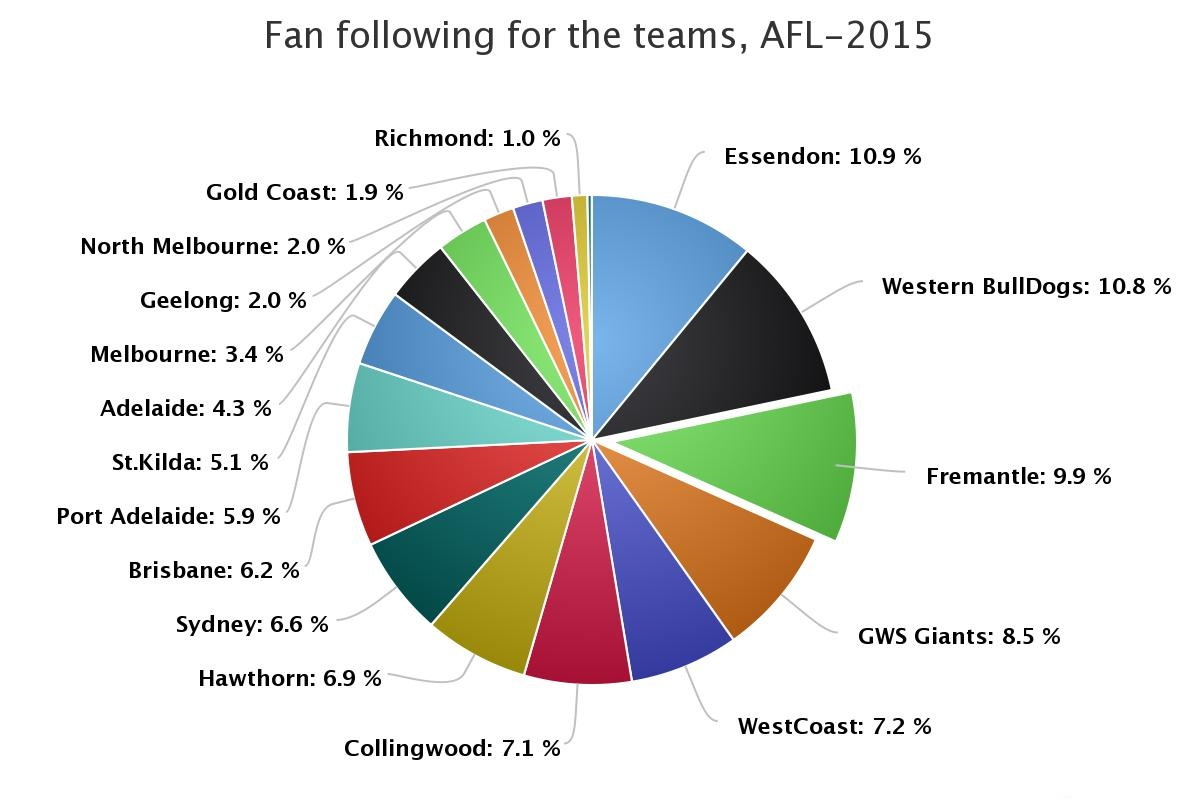 Fan following for the teams, AFL-2015
Richmond: 1.0 %
Essendon: 10.9 %
Gold Coast: 1.9 %
North Melbourne: 2.0 %
Western BullDogs: 10.8 %
Geelong: 2.0 %
Melbourne: 3.4 %
Adelaide: 4.3 %
St.Kilda: 5.1 %
Fremantle: 9.9 %
Port Adelaide: 5.9 %
Brisbane: 6.2 %
Sydney: 6.6 %
GWS Giants: 8.5 %
Hawthorn: 6.9 %
WestCoast: 7.2 %
Collingwood: 7.1 %